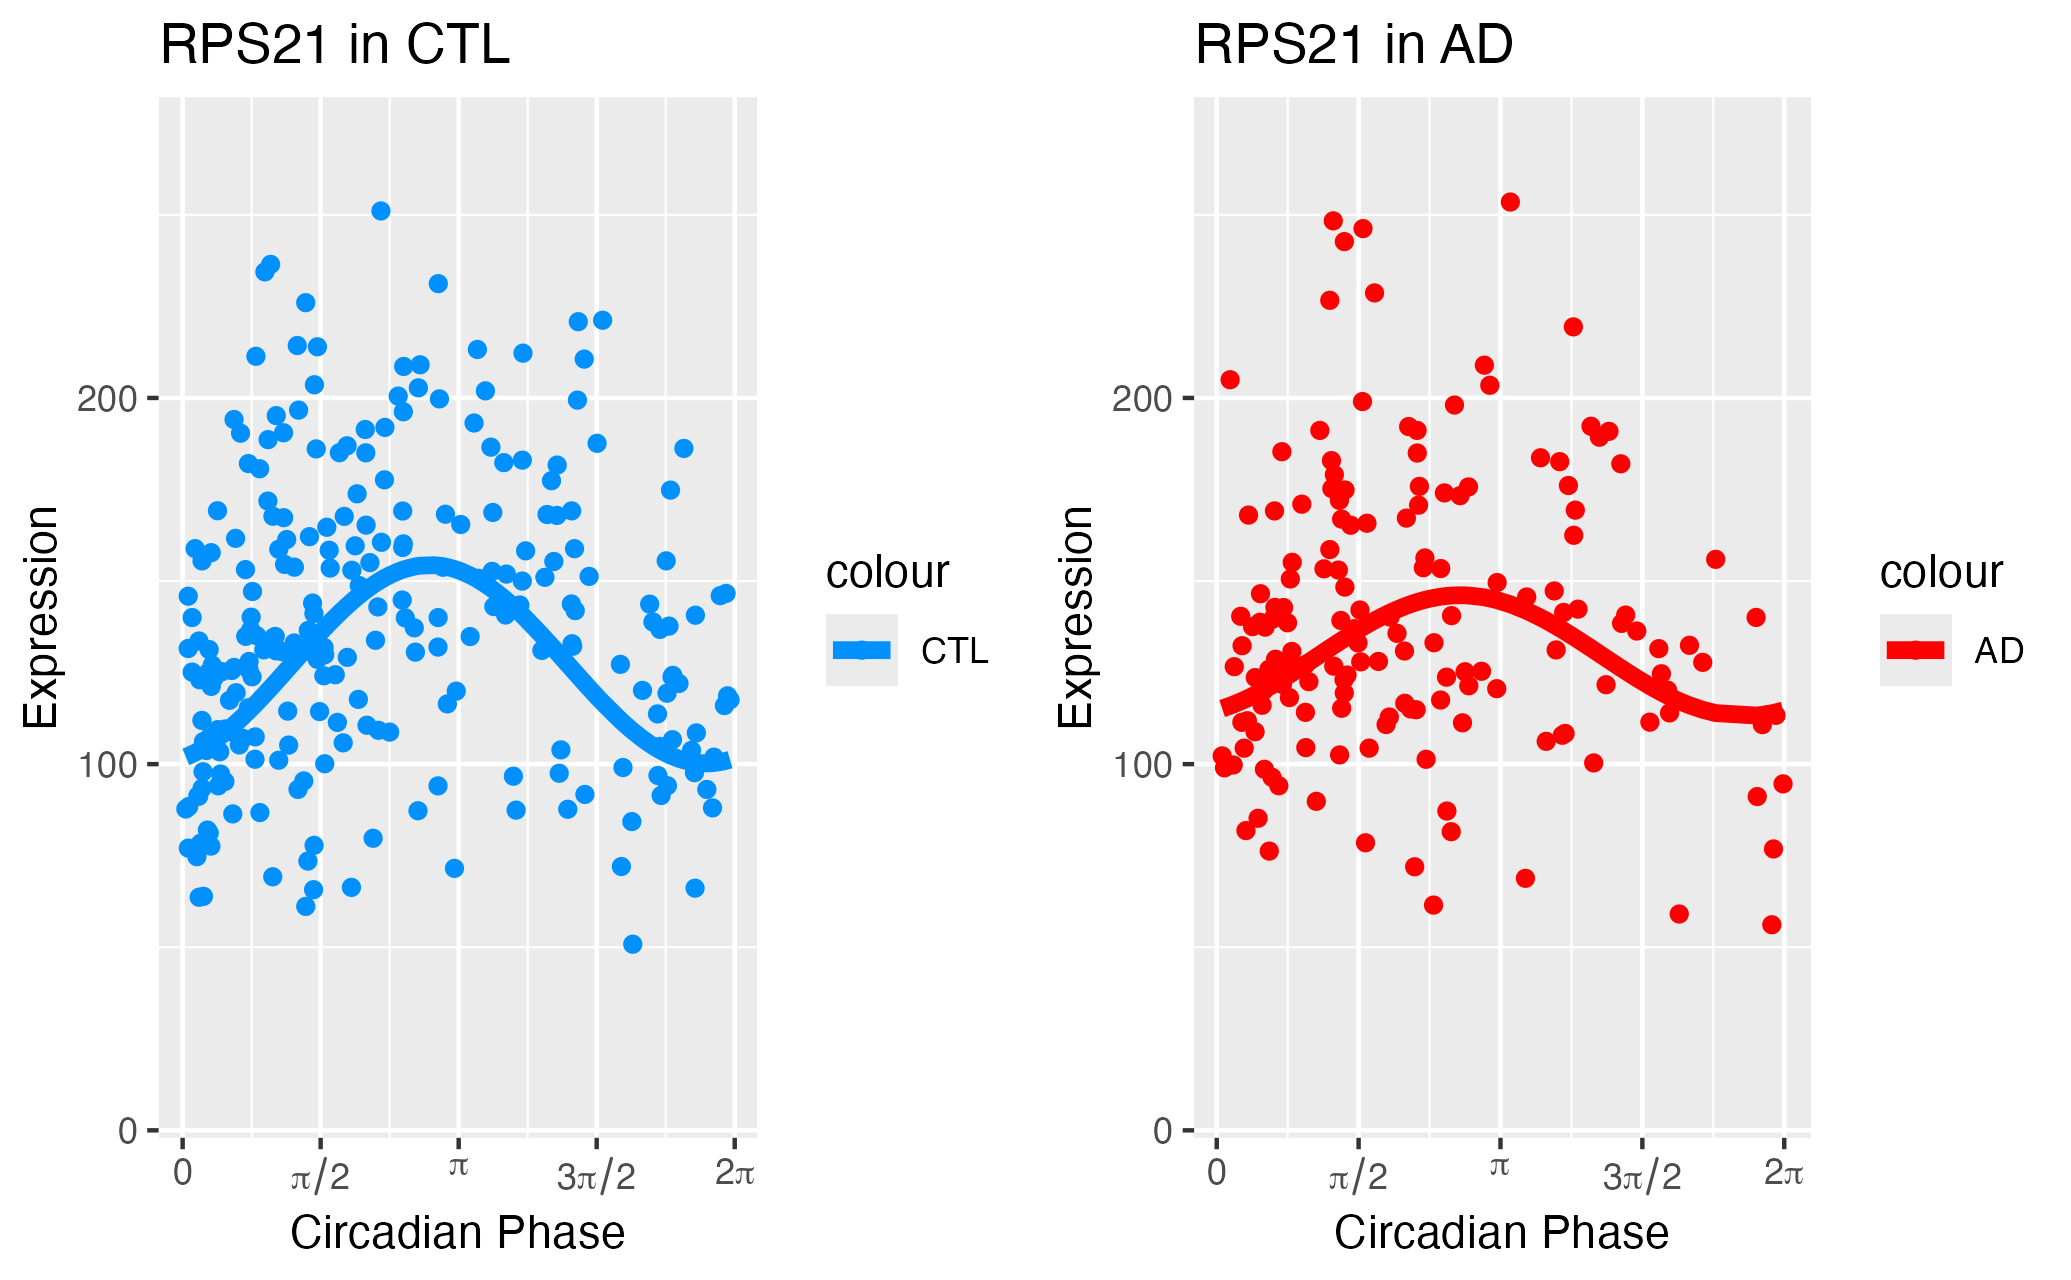 RPS21 in CTL
Expression
200
100
0
0 π/2 π 3π/2 2π
Circadian Phase
colour
CTL
RPS21 in AD
Expression
200
100
0
0 π/2 π 3π/2 2π
Circadian Phase
colour
AD